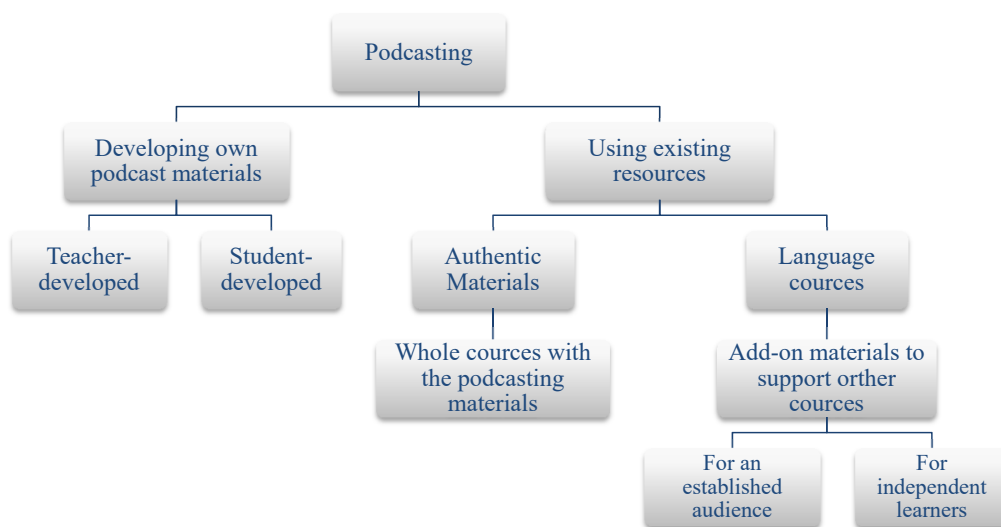 Podcasting
Developing own
podcast materials
Using existing
resources
Teacher-
developed
Student-
developed
Authentic
Materials
Language
cources
Whole cources with
the podcasting
materials
Add-on materials to
support orther
cources
For an
established
audience
For
independent
learners